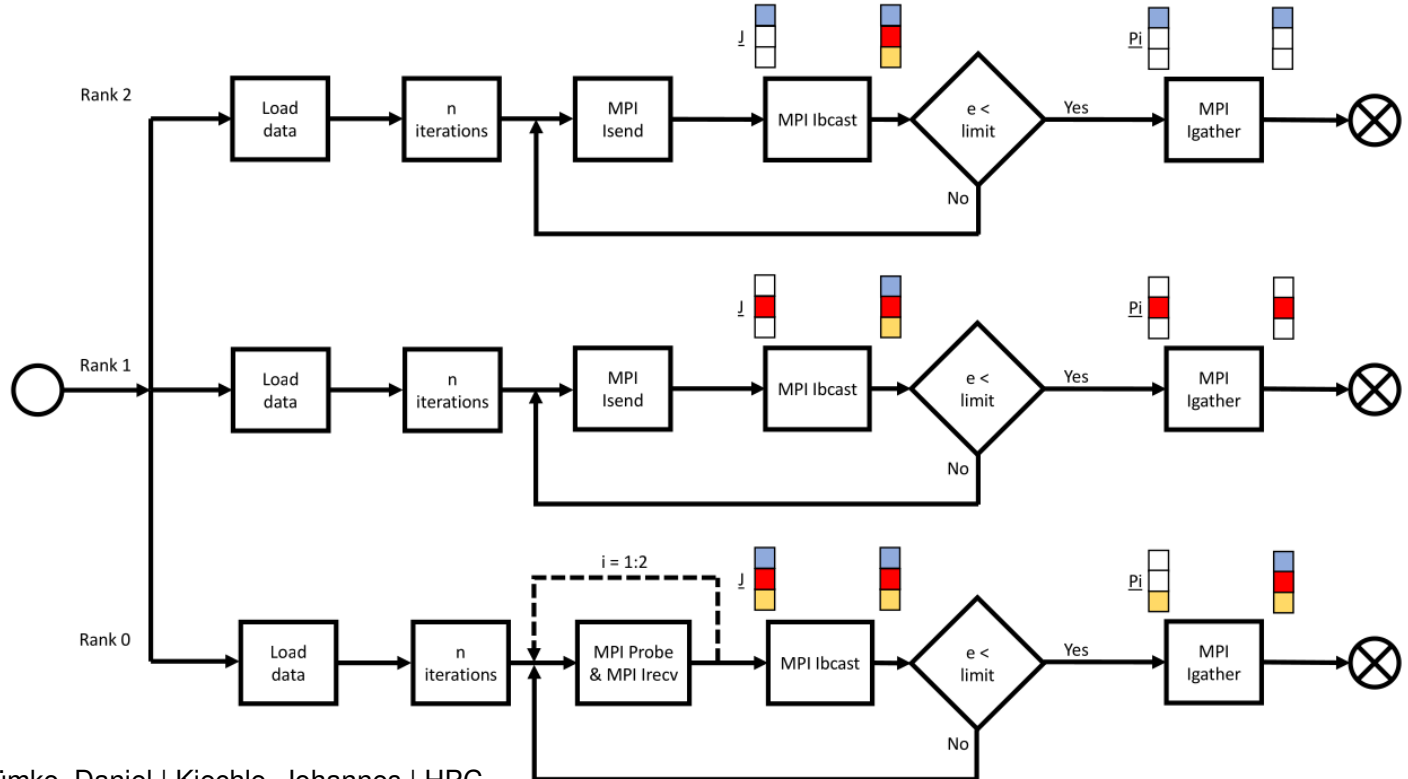 J
Pi
Rank 2
Load
data
n
iterations
MPI
Isend
MPI Ibcast
e <
limit
Yes
MPI
Igather
No
J
Pi
Rank 1
Load
data
n
iterations
MPI
Isend
MPI Ibcast
e <
limit
Yes
MPI
Igather
No
i = 1:2
J
Pi
Rank 0
Load
data
n
iterations
MPI Probe
& MPI Irecv
MPI Ibcast
e <
limit
Yes
MPI
Igather
No
Daniel | Kiechle, Johannes | HPC